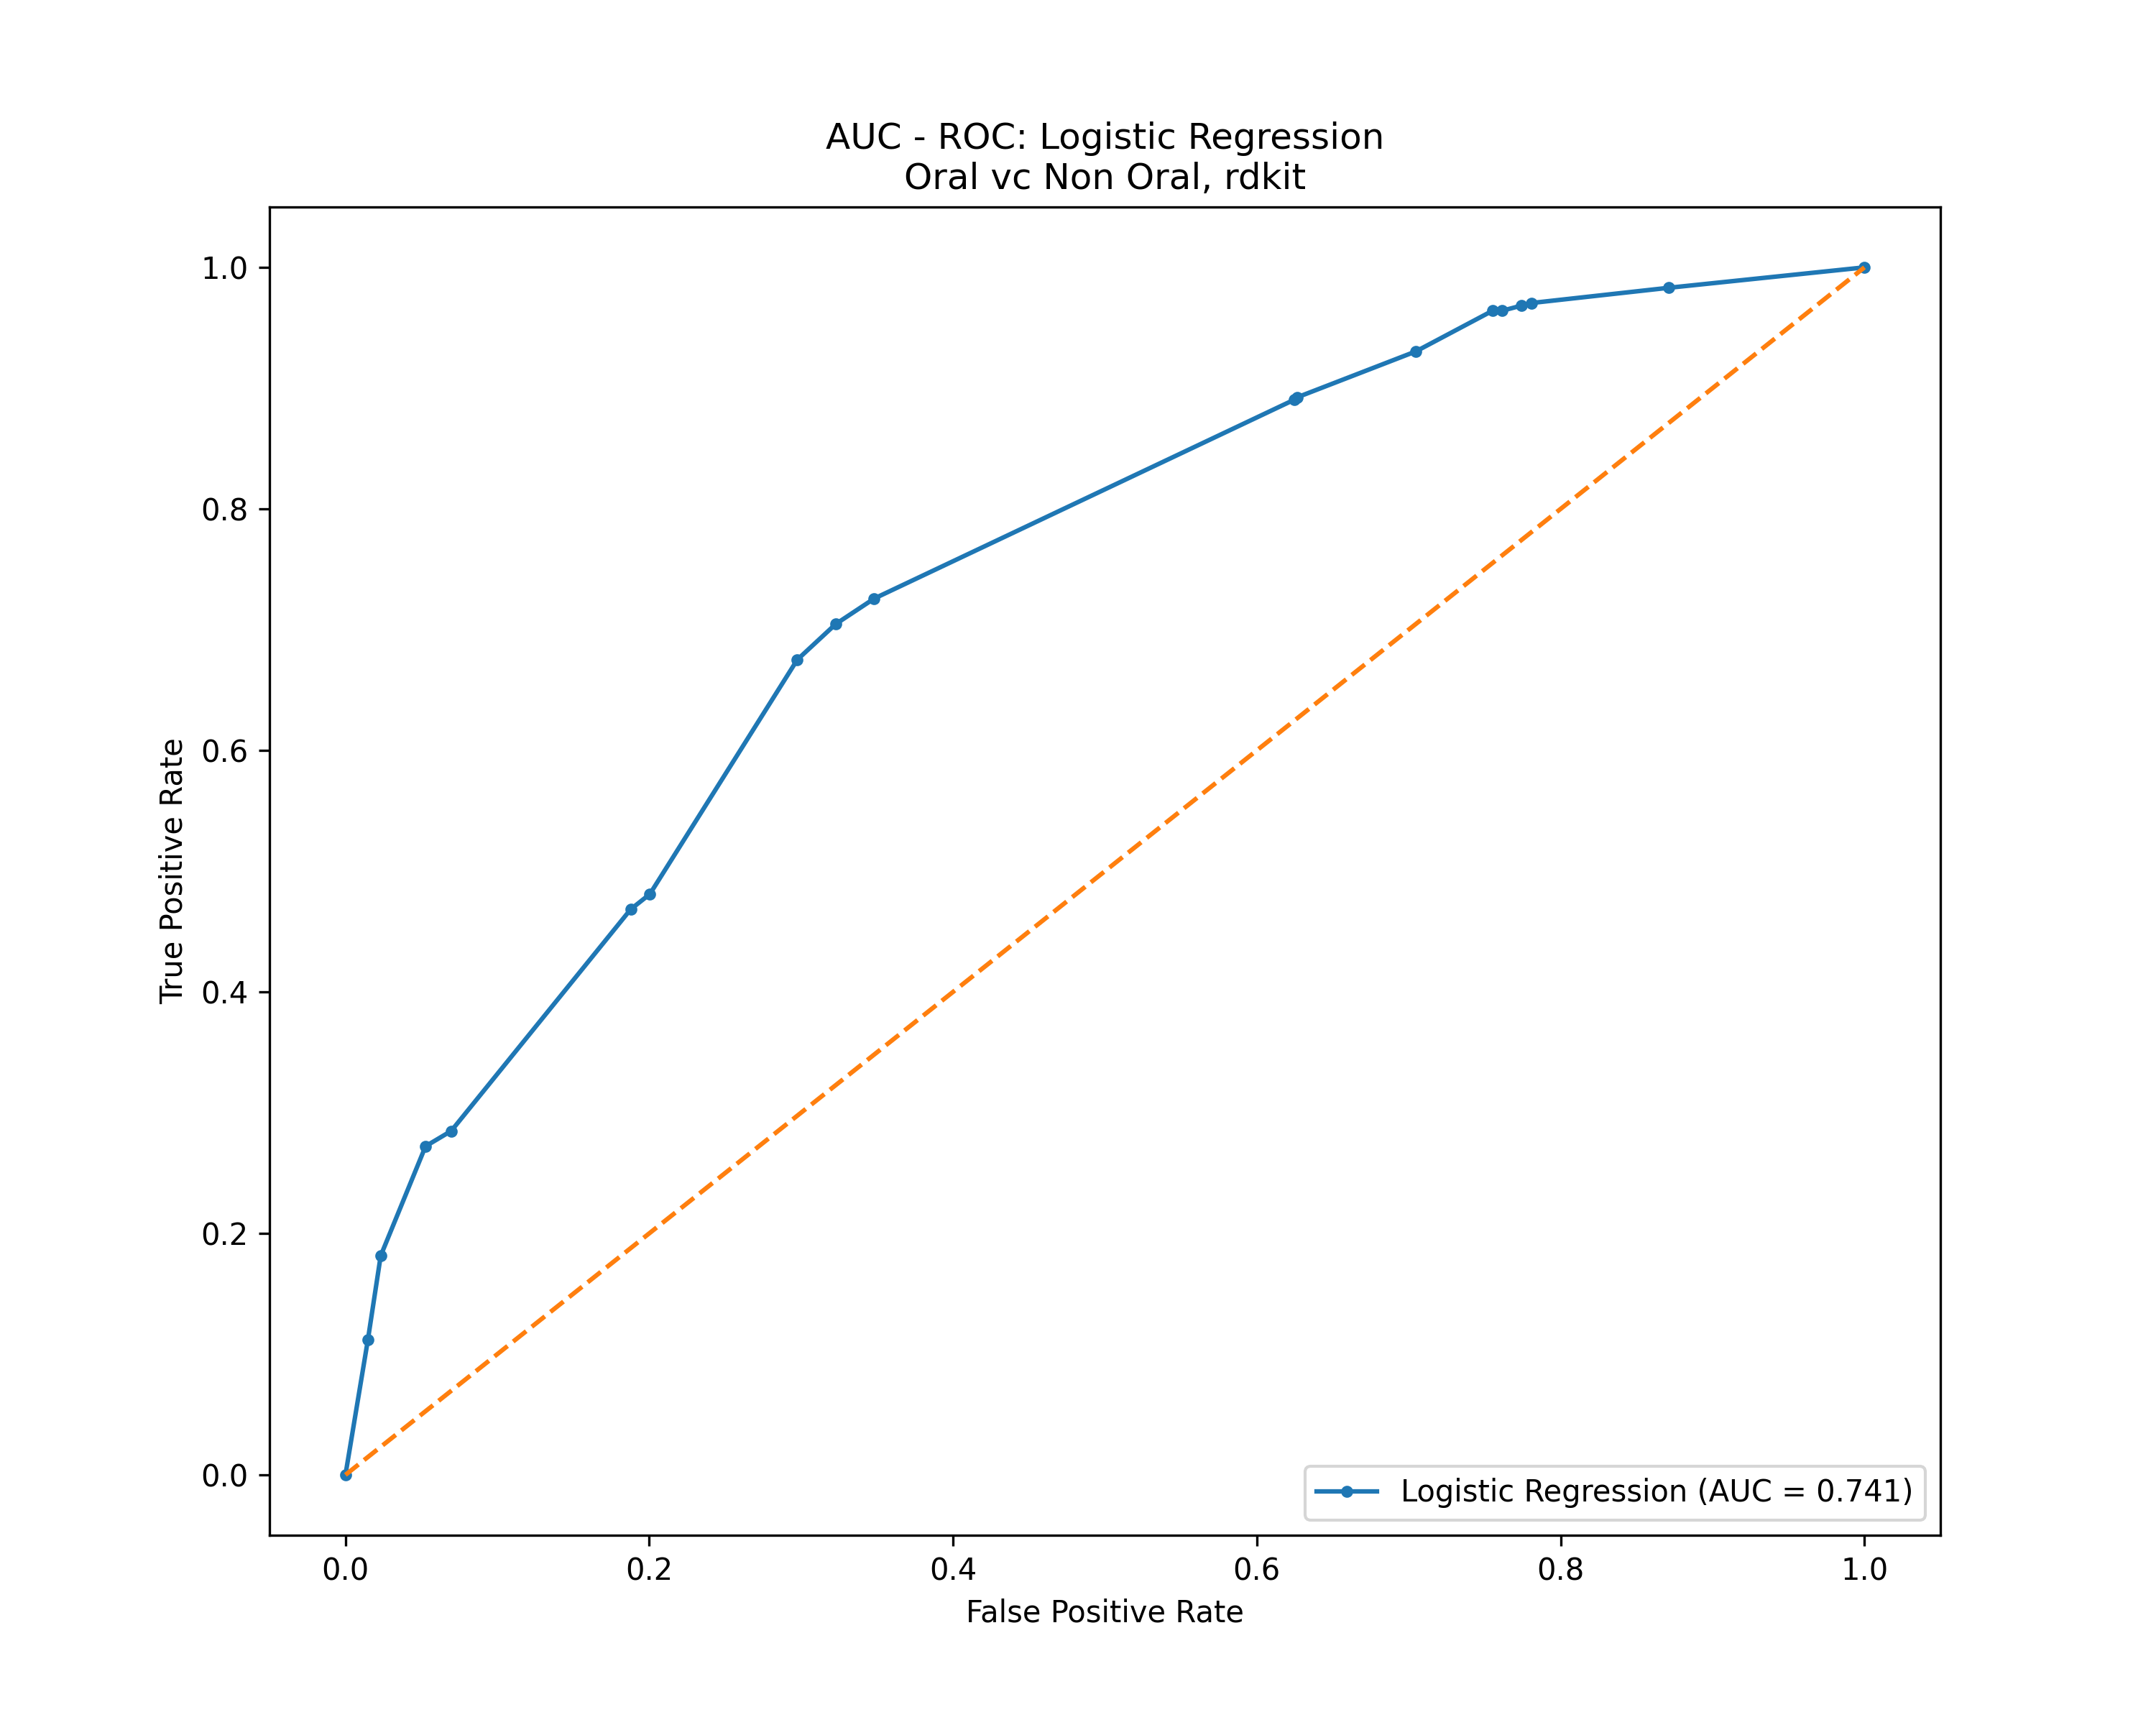 AUC - ROC: Logistic Regression
Oral vc Non Oral, rdkit
True Positive Rate
1.0
0.8
0.6
0.4
0.2
0.0
Logistic Regression (AUC = 0.741)
0.0 0.2 0.4 0.6 0.8 1.0
False Positive Rate